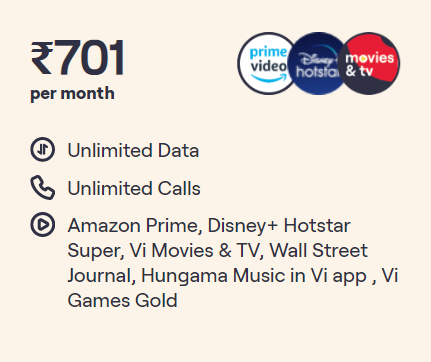 ₹701
per month
prime
video
Disney+
hotstar
movies
& tv
Unlimited Data
Unlimited Calls
Amazon Prime, Disney+ Hotstar
Super, Vi Movies & TV, Wall Street
Journal, Hungama Music in Vi app , Vi
Games Gold